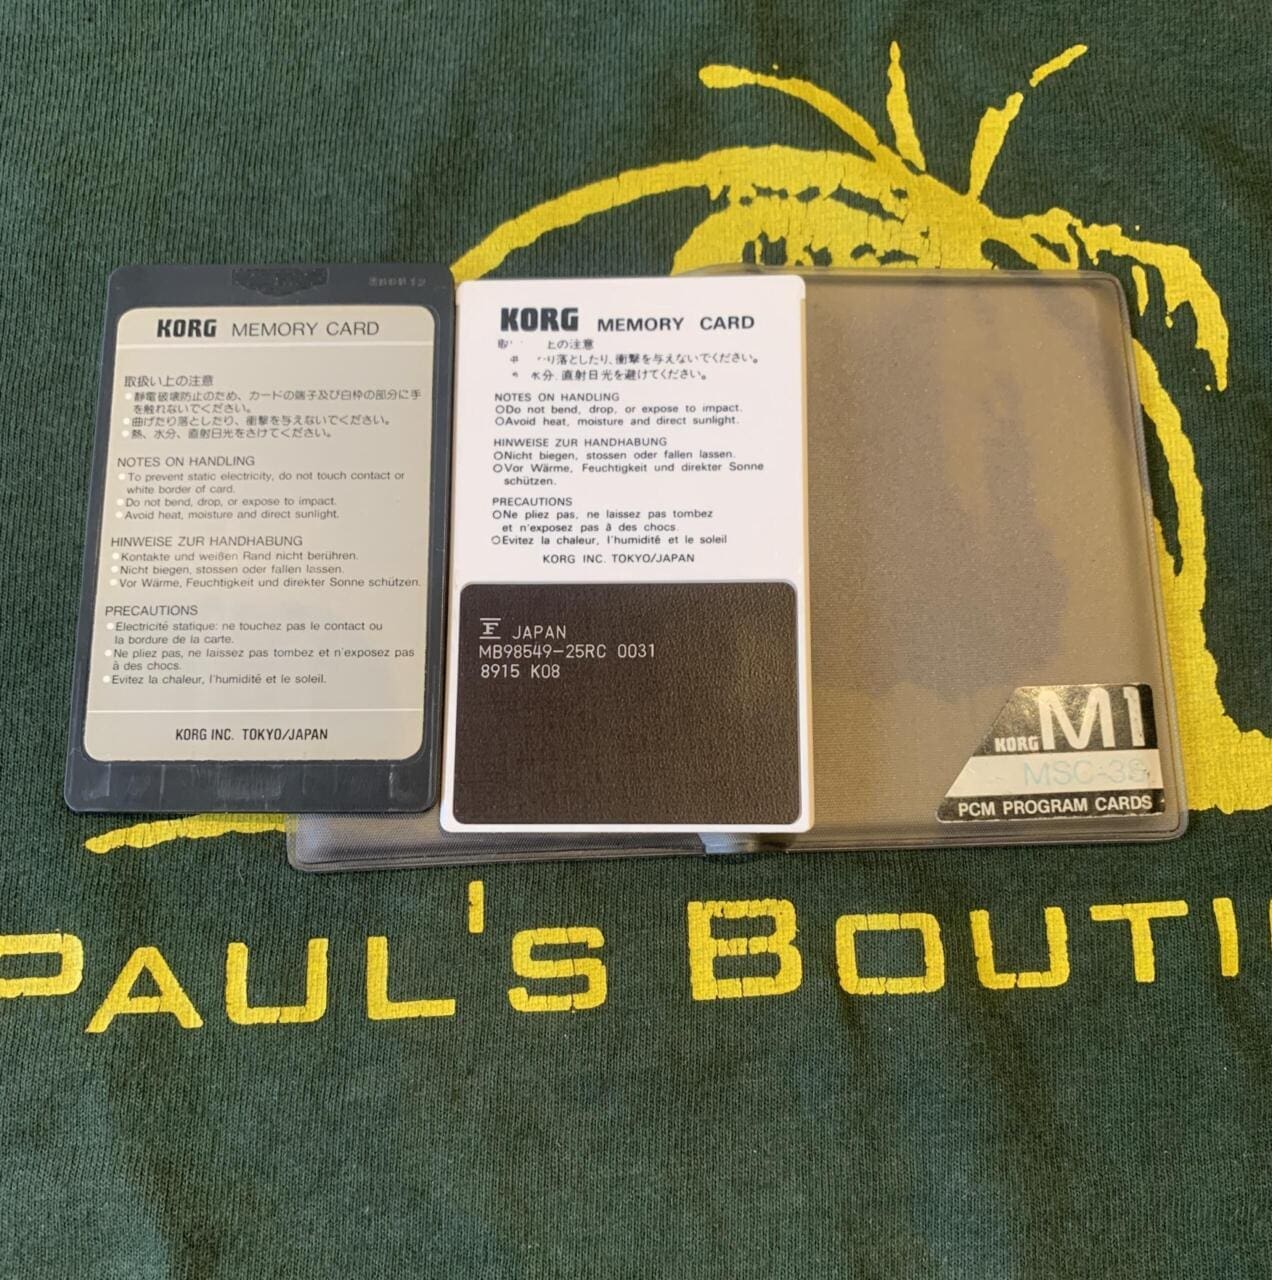 KORG MEMORY CARD
取扱い上の注意
静電破壊防止のため、カードの端子及び白枠の部分に手
を触れないでください。
曲げたり落としたり、衝撃を与えないでください。
熱、水分、直射日光をさけてください。
NOTES ON HANDLING
To prevent static electricity, do not touch contact or
white border of card.
Do not bend, drop, or expose to impact.
Avoid heat, moisture and direct sunlight.
HINWEISE ZUR HANDHABUNG
Kontakte und weißen Rand nicht berühren.
Nicht biegen, stossen oder fallen lassen.
Vor Wärme, Feuchtigkeit und direkter Sonne schützen.
PRECAUTIONS
Electricité statique: ne touchez pas le contact ou
la bordure de la carte.
Ne pliez pas, ne laissez pas tombez et n'exposez pas
à des chocs.
Evitez la chaleur, l'humidité et le soleil.
KORG INC. TOKYO/JAPAN
KORG MEMORY CARD
取 上の注意
り落としたり、衝撃を与えないでください。
水分、直射日光を避けてください。
NOTES ON HANDLING
○Do not bend, drop, or expose to impact.
○Avoid heat, moisture and direct sunlight.
HINWEISE ZUR HANDHABUNG
○Nicht biegen, stossen oder fallen lassen.
○Vor Wärme, Feuchtigkeit und direkter Sonne
schützen.
PRECAUTIONS
○Ne pliez pas, ne laissez pas tombez
et n'exposez pas à des chocs.
○Evitez la chaleur, l'humidité et le soleil
KORG INC. TOKYO/JAPAN
JAPAN
MB98549-25RC 0031
8915 K08
KORG M1
MSC-3S
PCM PROGRAM CARDS
PAUL'S BOUTI